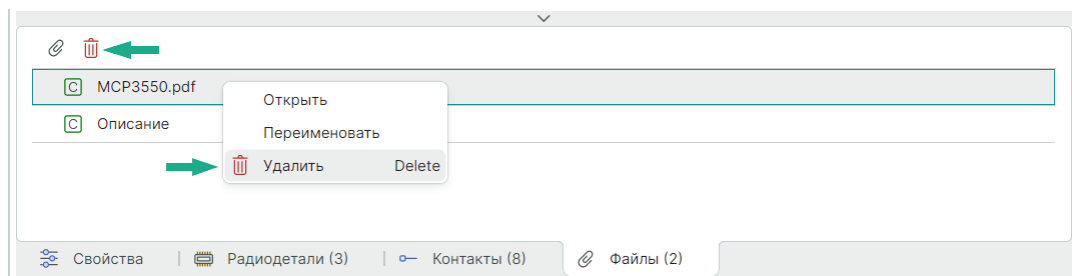 C MCP3550.pdf
Открыть
C Описание
Переименовать
Удалить Delete
Свойства Радиодетали (3) Контакты (8) Файлы (2)